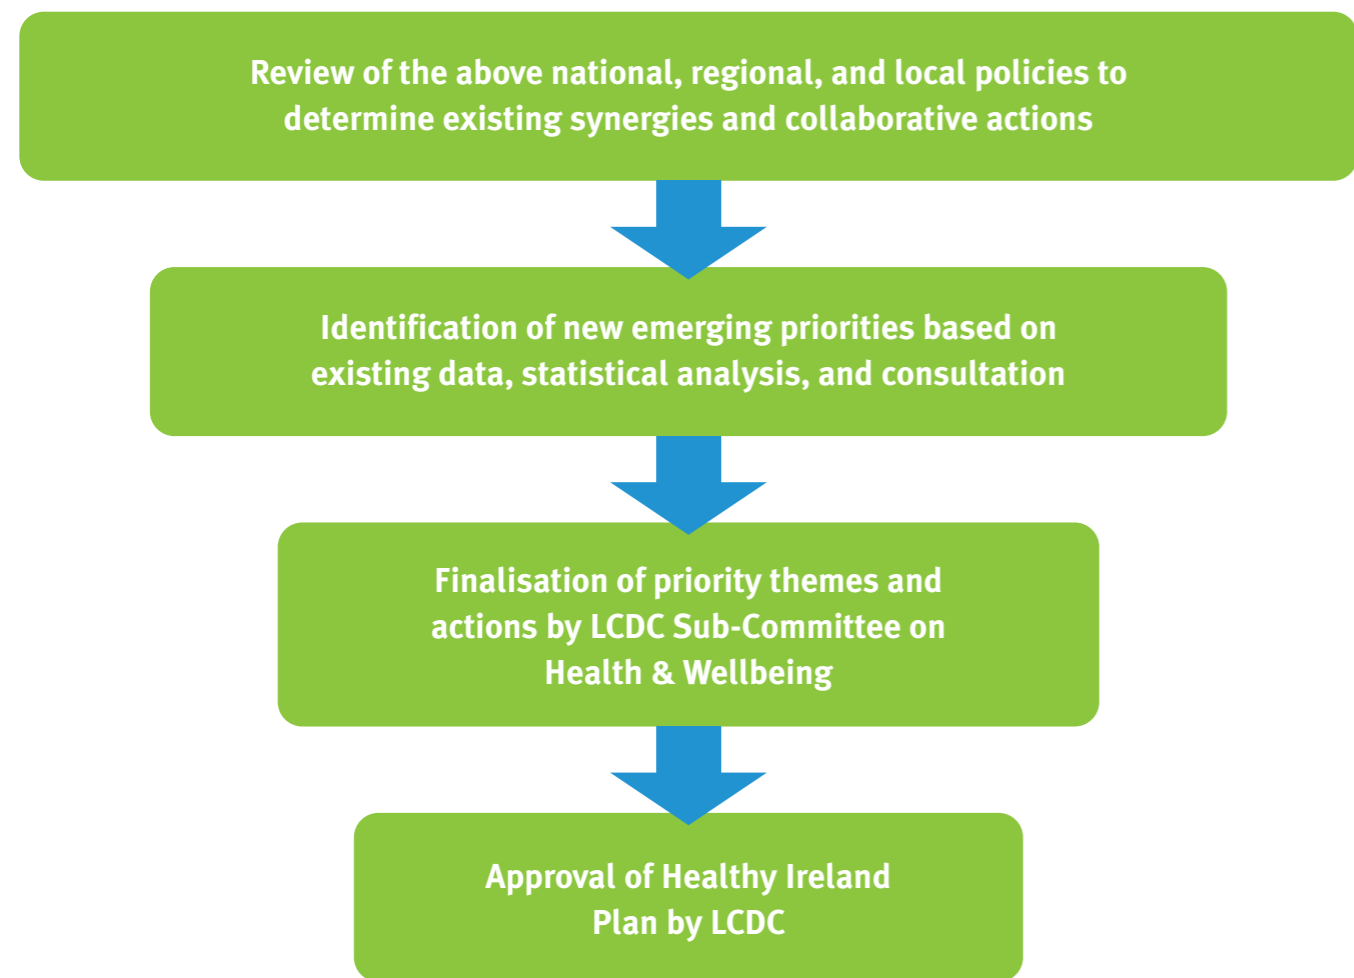 Review of the above national, regional, and local policies to
determine existing synergies and collaborative actions
Identification of new emerging priorities based on
existing data, statistical analysis, and consultation
Finalisation of priority themes and
actions by LCDC Sub-Committee on
Health & Wellbeing
Approval of Healthy Ireland
Plan by LCDC